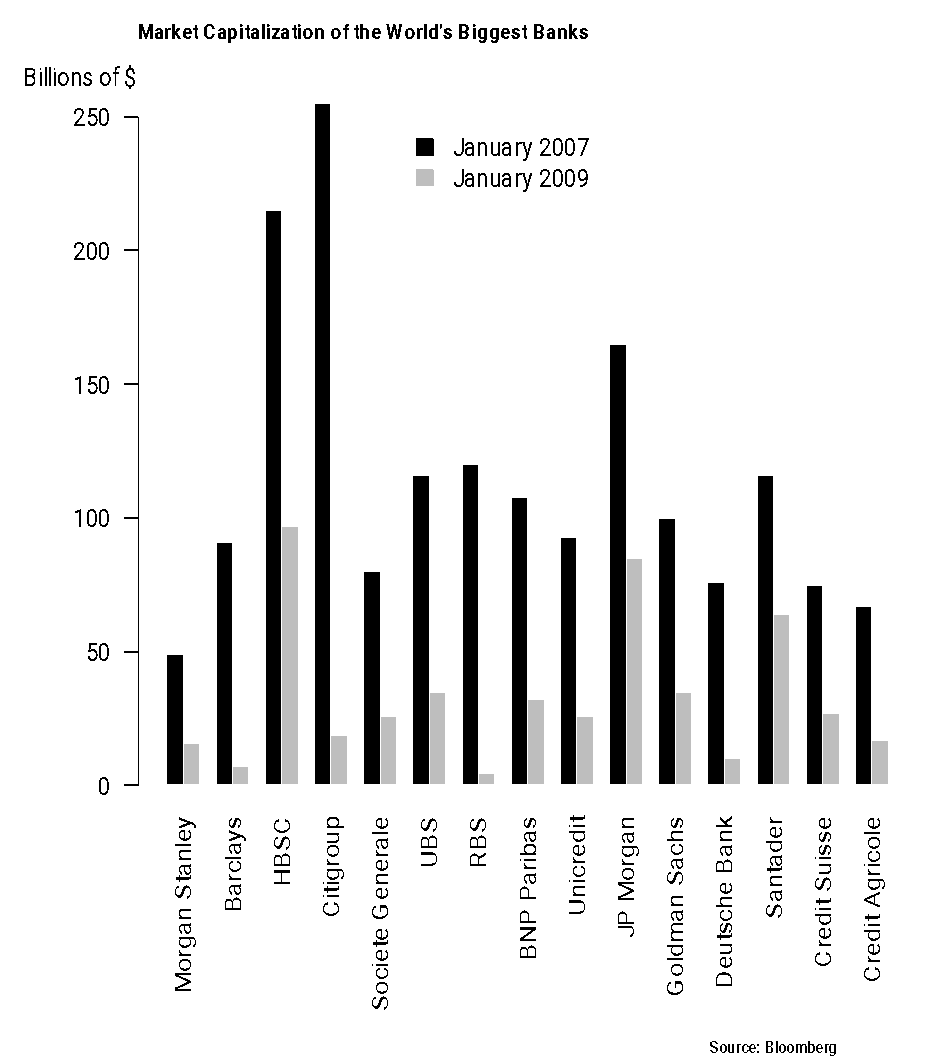 Market Capitalization of the World's Biggest Banks
Billions of $
250
200
150
100
50
0
January 2007
January 2009
Morgan Stanley
Barclays
HBSC
Citigroup
Societe Generale
UBS
RBS
BNP Paribas
Unicredit
JP Morgan
Goldman Sachs
Deutsche Bank
Santader
Credit Suisse
Credit Agricole
Source: Bloomberg